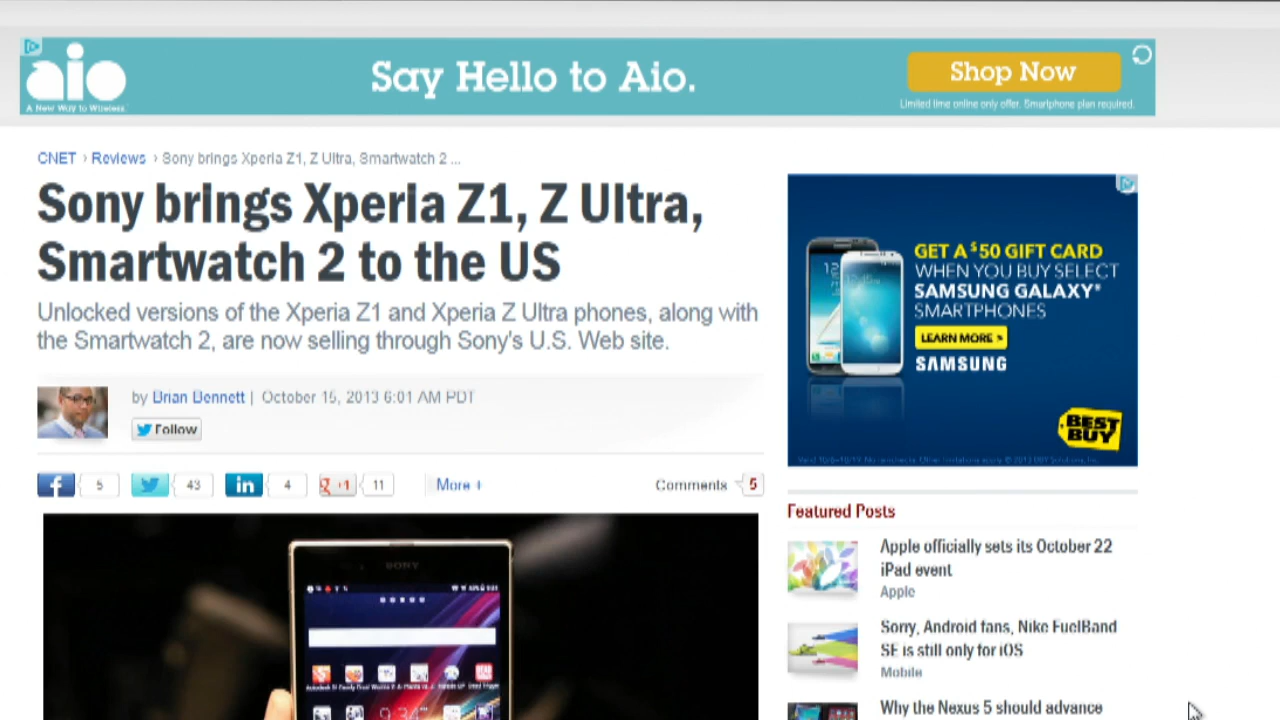 aio
A New Way to Wireless.
Say Hello to Aio.
Shop Now
Limited time online only offer. Smartphone plan required.
CNET › Reviews › Sony brings Xperia Z1, Z Ultra, Smartwatch 2 ...
Sony brings Xperia Z1, Z Ultra,
Smartwatch 2 to the US
Unlocked versions of the Xperia Z1 and Xperia Z Ultra phones, along with
the Smartwatch 2, are now selling through Sony's U.S. Web site.
by Brian Bennett | October 15, 2013 6:01 AM PDT
Follow
f 5 43 in 4 g +1 11 More + Comments 5
SONY
9:34
GET A $50 GIFT CARD
WHEN YOU BUY SELECT
SAMSUNG GALAXY®
SMARTPHONES
LEARN MORE >
SAMSUNG
BEST
BUY
Featured Posts
Apple officially sets its October 22
iPad event
Apple
Sorry, Android fans, Nike FuelBand
SE is still only for iOS
Mobile
Why the Nexus 5 should advance